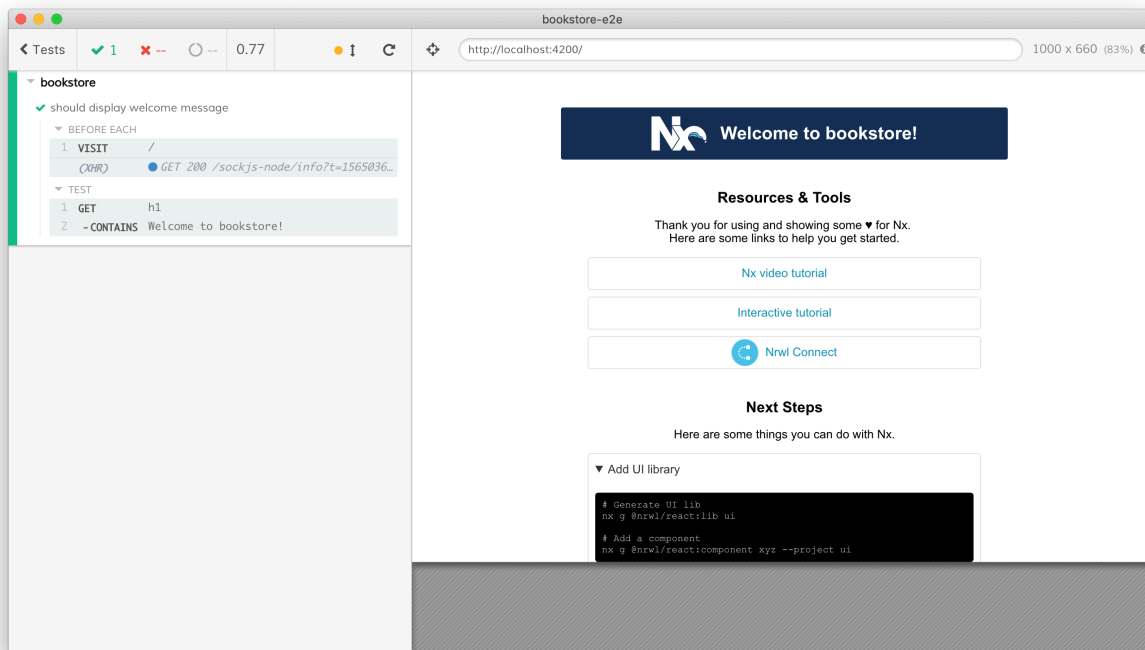 bookstore-e2e
Tests 1 -- -- 0.77 http://localhost:4200/ 1000 x 660 (83%)
bookstore
should display welcome message
BEFORE EACH
1 VISIT /
(XHR) GET 200 /sockjs-node/info?t=1565036…
TEST
1 GET h1
2 - CONTAINS Welcome to bookstore!
Nx Welcome to bookstore!
Resources & Tools
Thank you for using and showing some ♥ for Nx.
Here are some links to help you get started.
Nx video tutorial
Interactive tutorial
Nrwl Connect
Next Steps
Here are some things you can do with Nx.
▼ Add UI library
# Generate UI lib
nx g @nrwl/react:lib ui
# Add a component
nx g @nrwl/react:component xyz --project ui